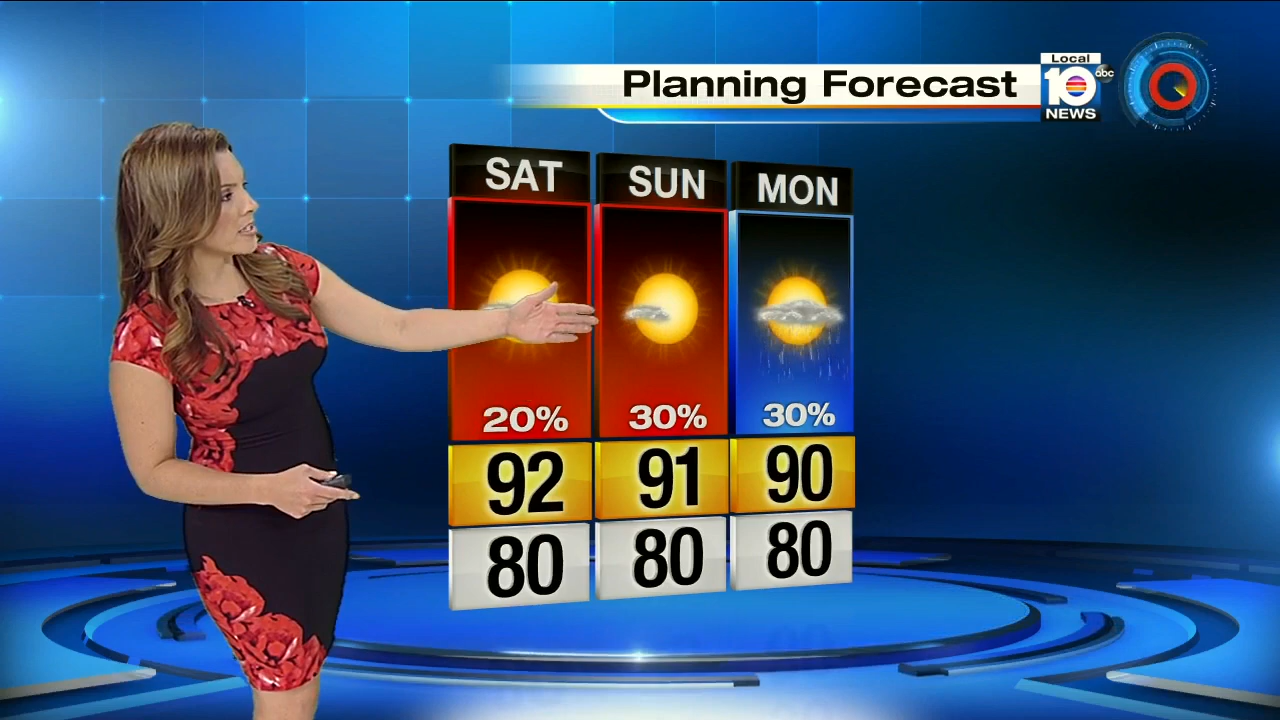 Planning Forecast
Local
10
abc
NEWS
SAT SUN MON
20% 30% 30%
92 91 90
80 80 80